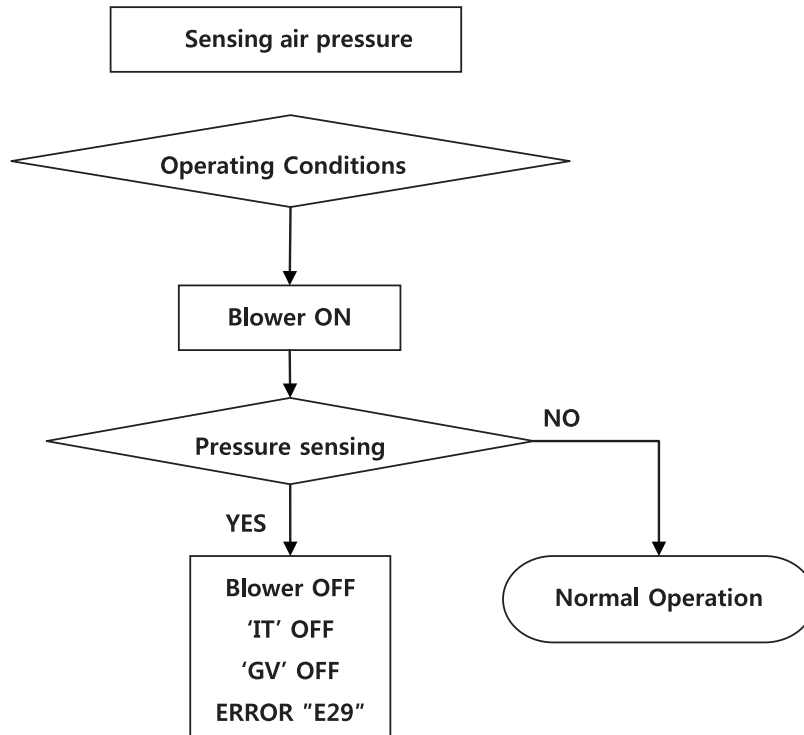 Sensing air pressure
Operating Conditions
Blower ON
Pressure sensing
NO
YES
Blower OFF
‘IT’ OFF
‘GV’ OFF
ERROR ”E29”
Normal Operation